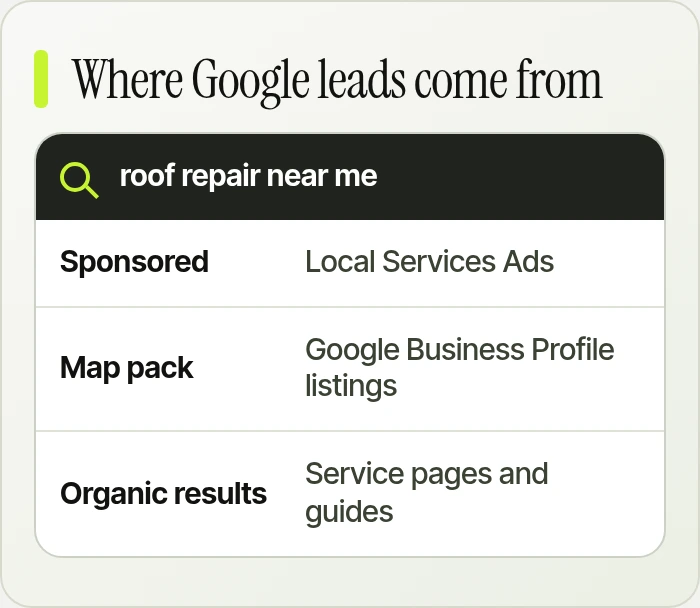 Where Google leads come from
roof repair near me
Sponsored
Local Services Ads
Map pack
Google Business Profile
listings
Organic results
Service pages and
guides